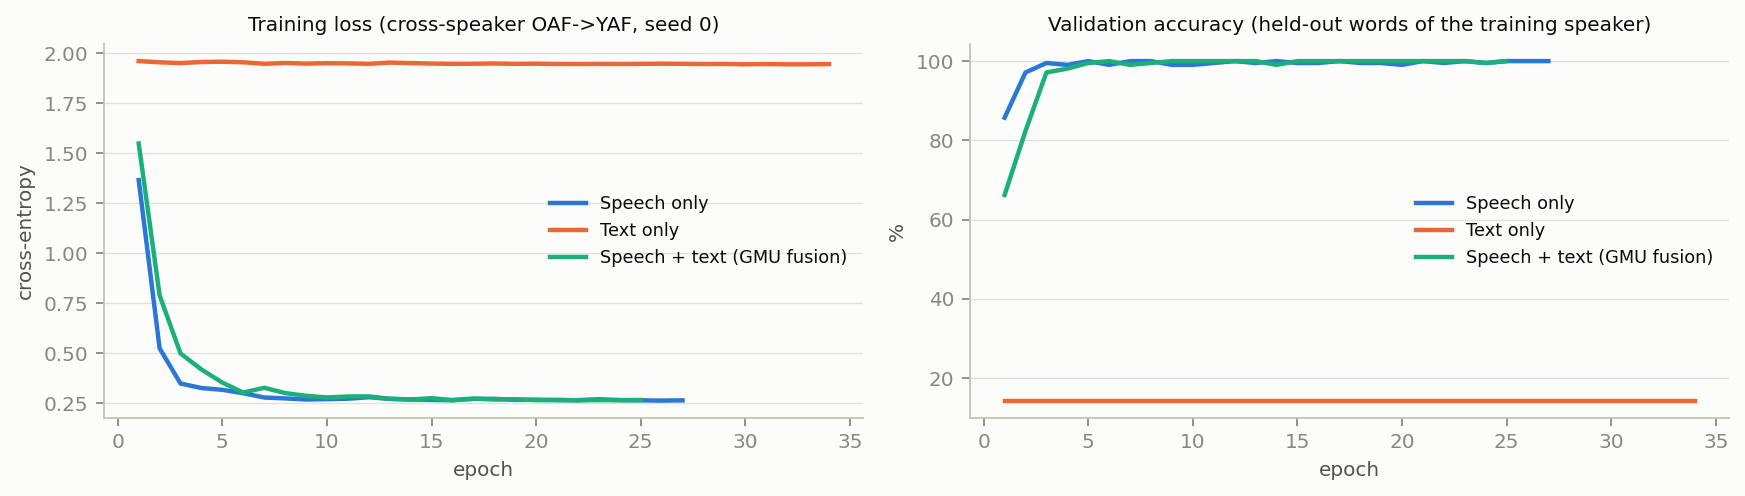 Training loss (cross-speaker OAF->YAF, seed 0)
cross-entropy
2.00
1.75
1.50
1.25
1.00
0.75
0.50
0.25
Speech only
Text only
Speech + text (GMU fusion)
0 5 10 15 20 25 30 35
epoch
Validation accuracy (held-out words of the training speaker)
%
100
80
60
40
20
Speech only
Text only
Speech + text (GMU fusion)
0 5 10 15 20 25 30 35
epoch